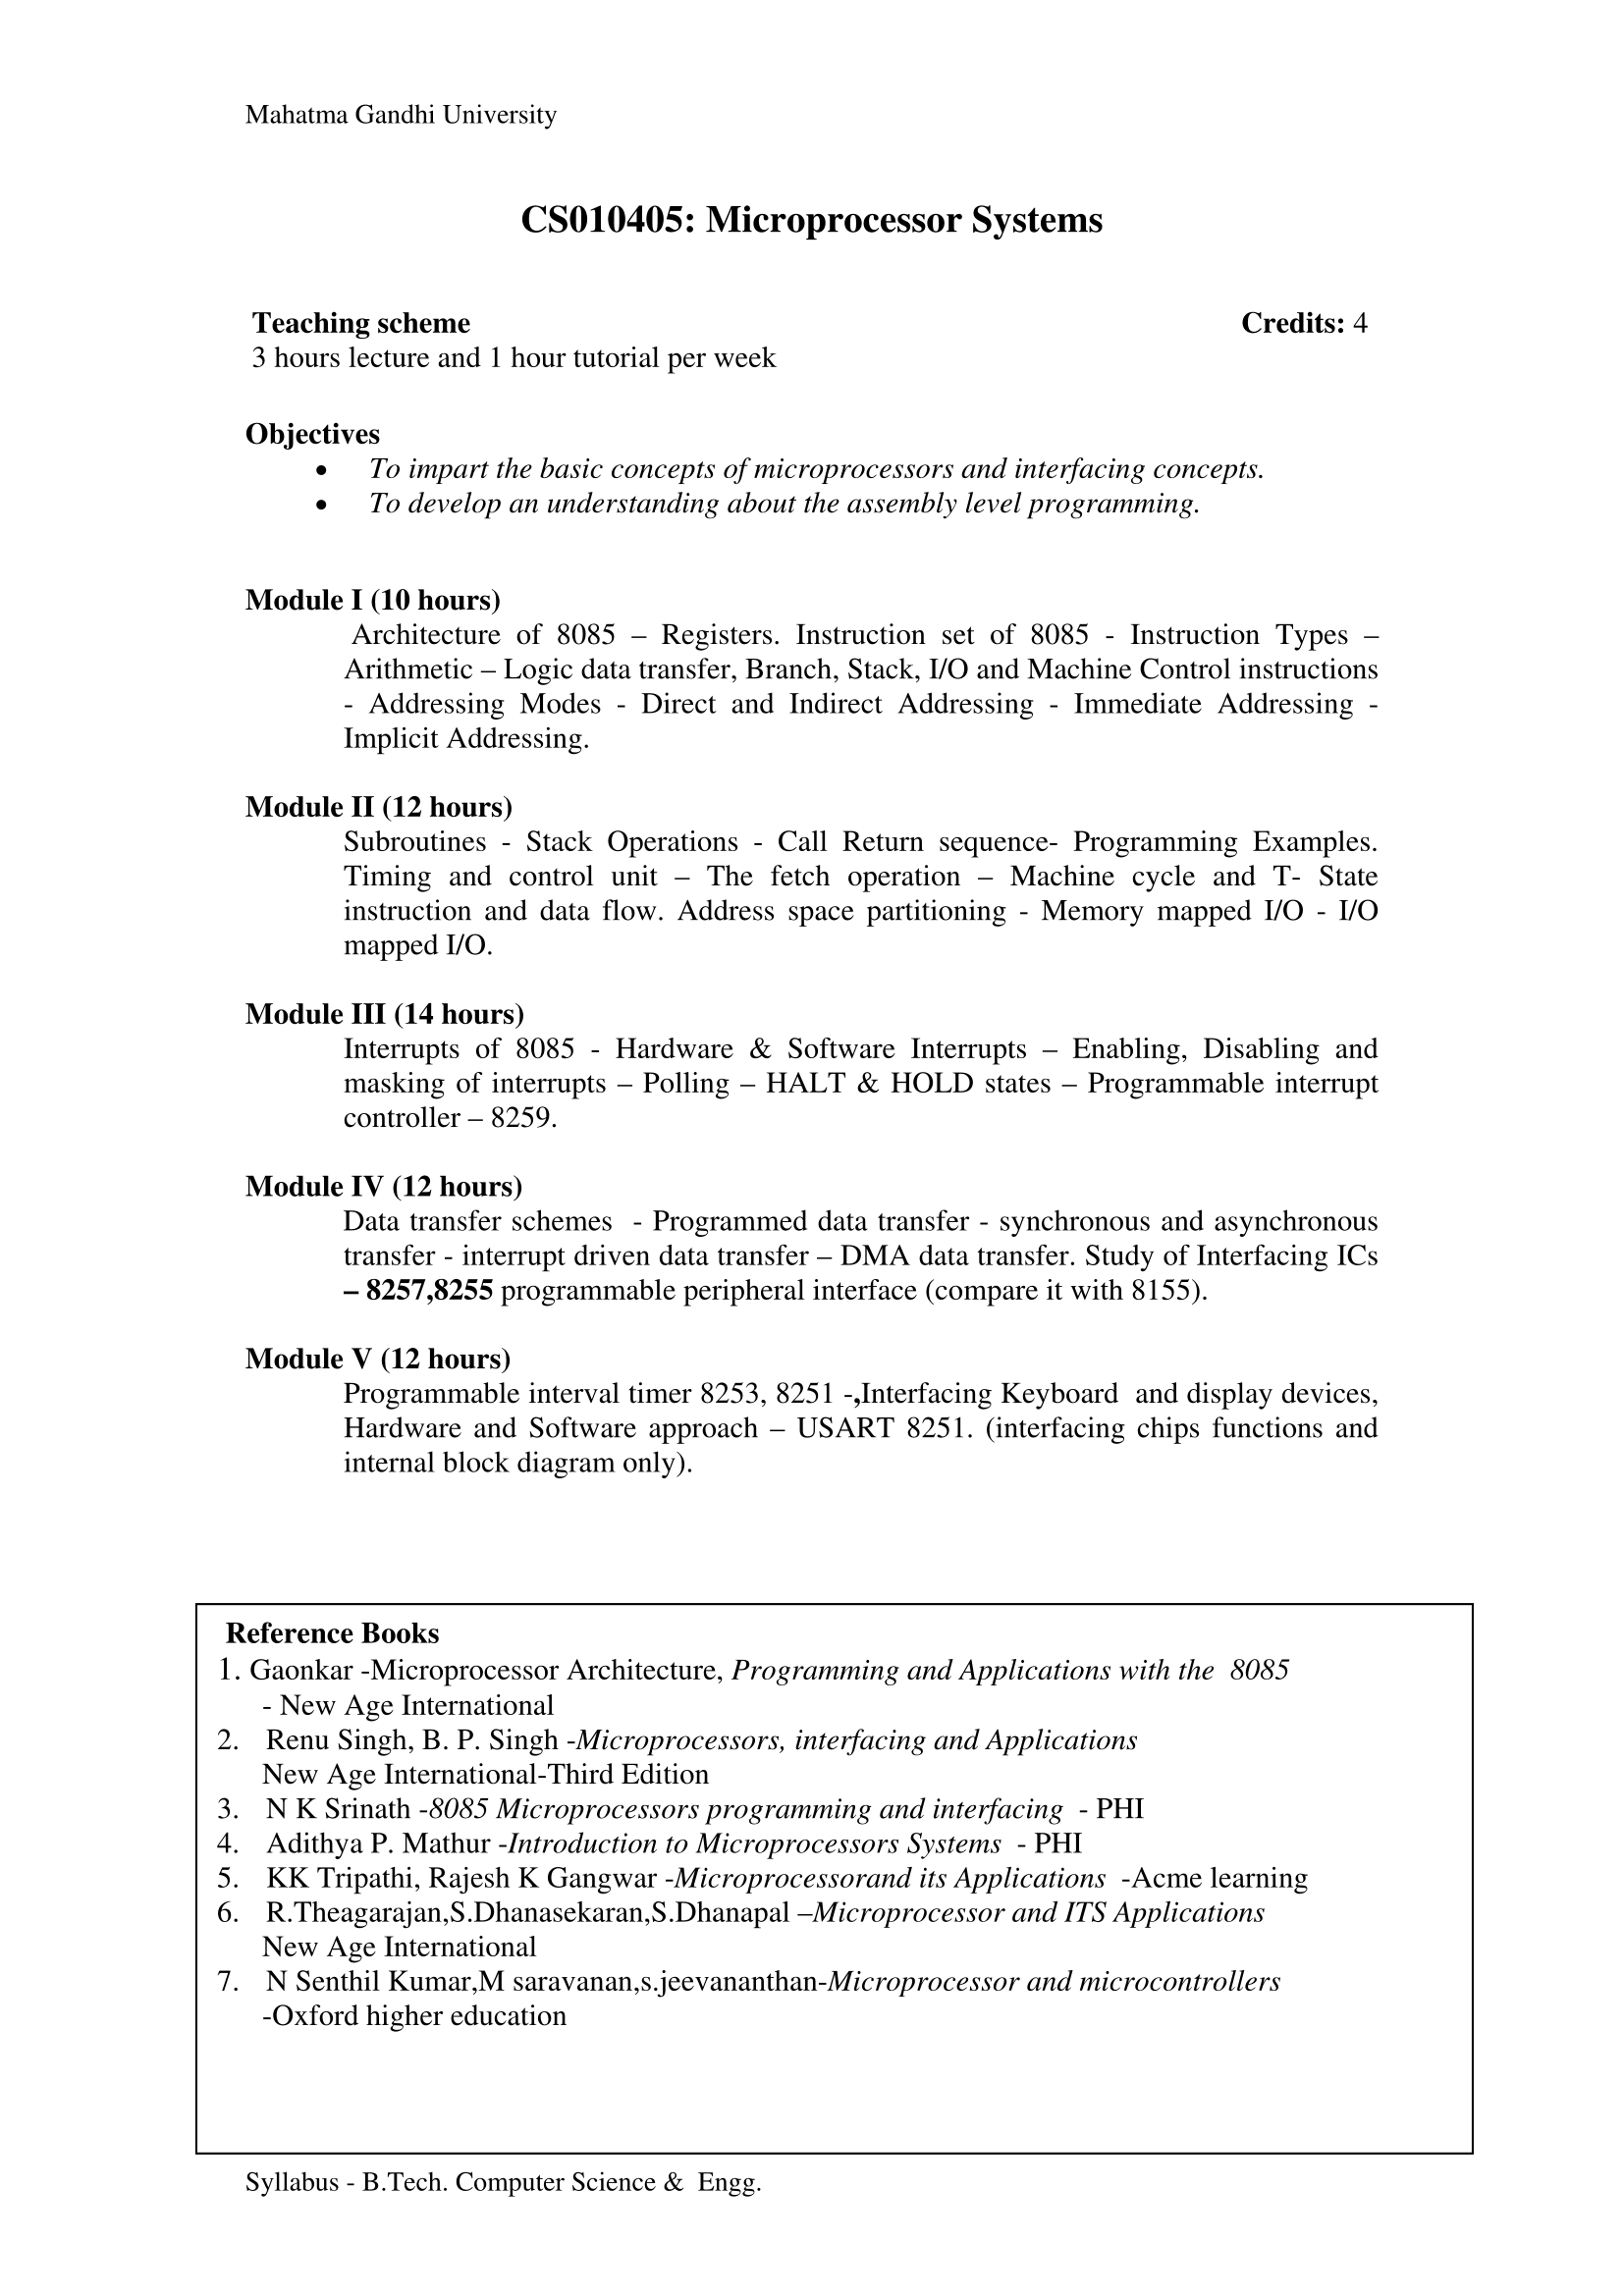 Mahatma Gandhi University
CS010405: Microprocessor Systems
Teaching scheme Credits: 4
3 hours lecture and 1 hour tutorial per week
Objectives
• To impart the basic concepts of microprocessors and interfacing concepts.
• To develop an understanding about the assembly level programming.
Module I (10 hours)
Architecture of 8085 – Registers. Instruction set of 8085 - Instruction Types –
Arithmetic – Logic data transfer, Branch, Stack, I/O and Machine Control instructions
- Addressing Modes - Direct and Indirect Addressing - Immediate Addressing -
Implicit Addressing.
Module II (12 hours)
Subroutines - Stack Operations - Call Return sequence- Programming Examples.
Timing and control unit – The fetch operation – Machine cycle and T- State
instruction and data flow. Address space partitioning - Memory mapped I/O - I/O
mapped I/O.
Module III (14 hours)
Interrupts of 8085 - Hardware & Software Interrupts – Enabling, Disabling and
masking of interrupts – Polling – HALT & HOLD states – Programmable interrupt
controller – 8259.
Module IV (12 hours)
Data transfer schemes - Programmed data transfer - synchronous and asynchronous
transfer - interrupt driven data transfer – DMA data transfer. Study of Interfacing ICs
– 8257,8255 programmable peripheral interface (compare it with 8155).
Module V (12 hours)
Programmable interval timer 8253, 8251 -,Interfacing Keyboard and display devices,
Hardware and Software approach – USART 8251. (interfacing chips functions and
internal block diagram only).
Reference Books
1. Gaonkar -Microprocessor Architecture, Programming and Applications with the 8085
- New Age International
2. Renu Singh, B. P. Singh -Microprocessors, interfacing and Applications
New Age International-Third Edition
3. N K Srinath -8085 Microprocessors programming and interfacing - PHI
4. Adithya P. Mathur -Introduction to Microprocessors Systems - PHI
5. KK Tripathi, Rajesh K Gangwar -Microprocessorand its Applications -Acme learning
6. R.Theagarajan,S.Dhanasekaran,S.Dhanapal –Microprocessor and ITS Applications
New Age International
7. N Senthil Kumar,M saravanan,s.jeevananthan-Microprocessor and microcontrollers
-Oxford higher education
Syllabus - B.Tech. Computer Science & Engg.